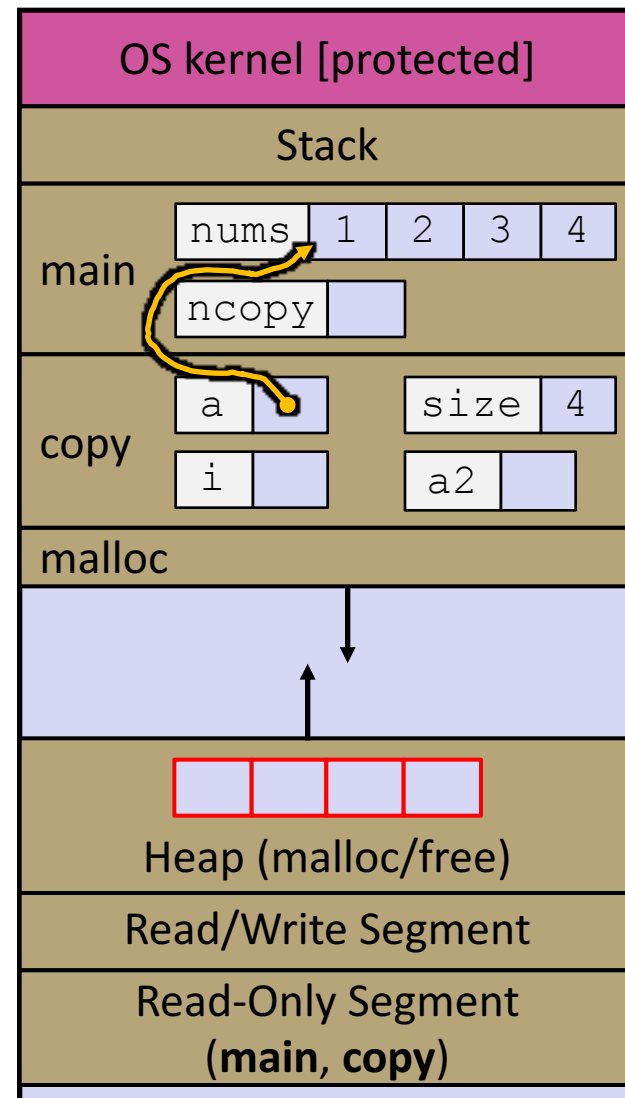 OS kernel [protected]
Stack
main
nums 1 2 3 4
ncopy
copy
a size 4
i a2
malloc
Heap (malloc/free)
Read/Write Segment
Read-Only Segment
(main, copy)